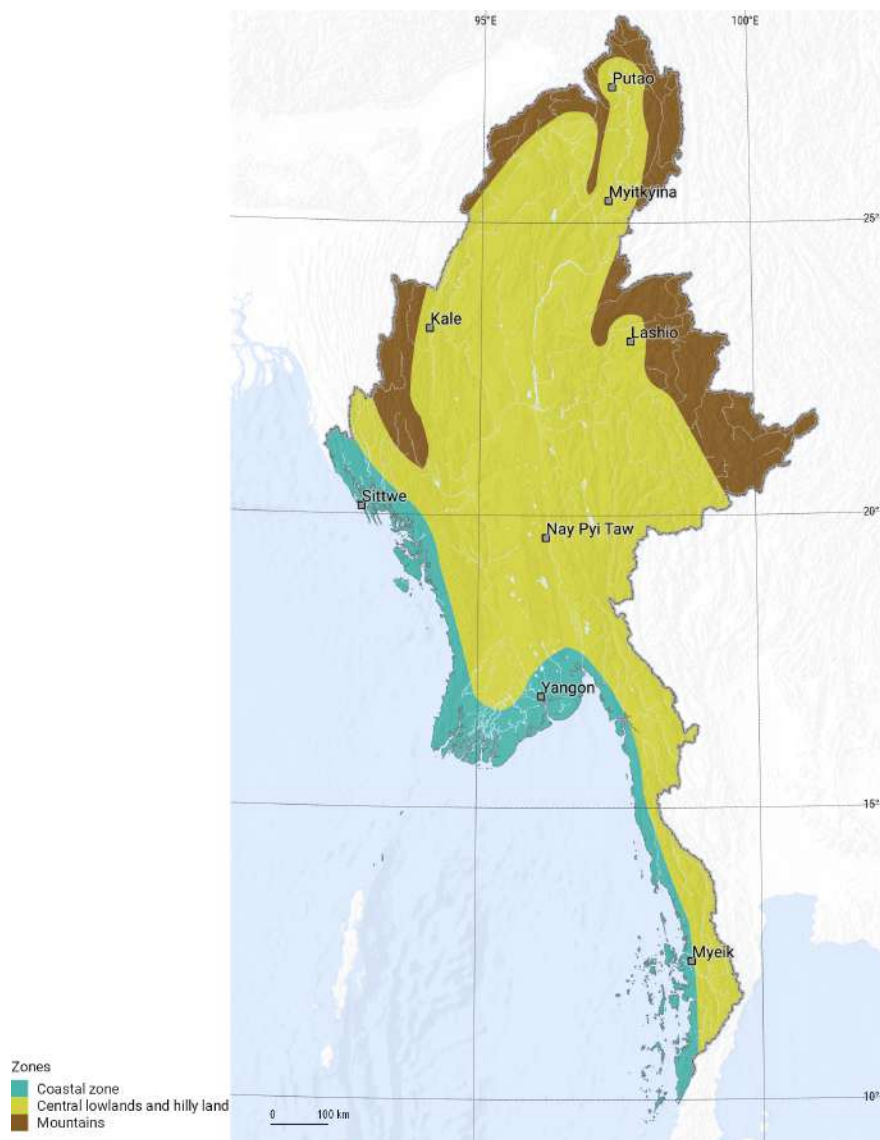 95°E
100°E
Putao
Myitkyina
25°
Kale
Lashio
Sittwe
20°
Nay Pyi Taw
Yangon
15°
Myeik
Zones
Coastal zone
Central lowlands and hilly land
Mountains
0 100 km
10°